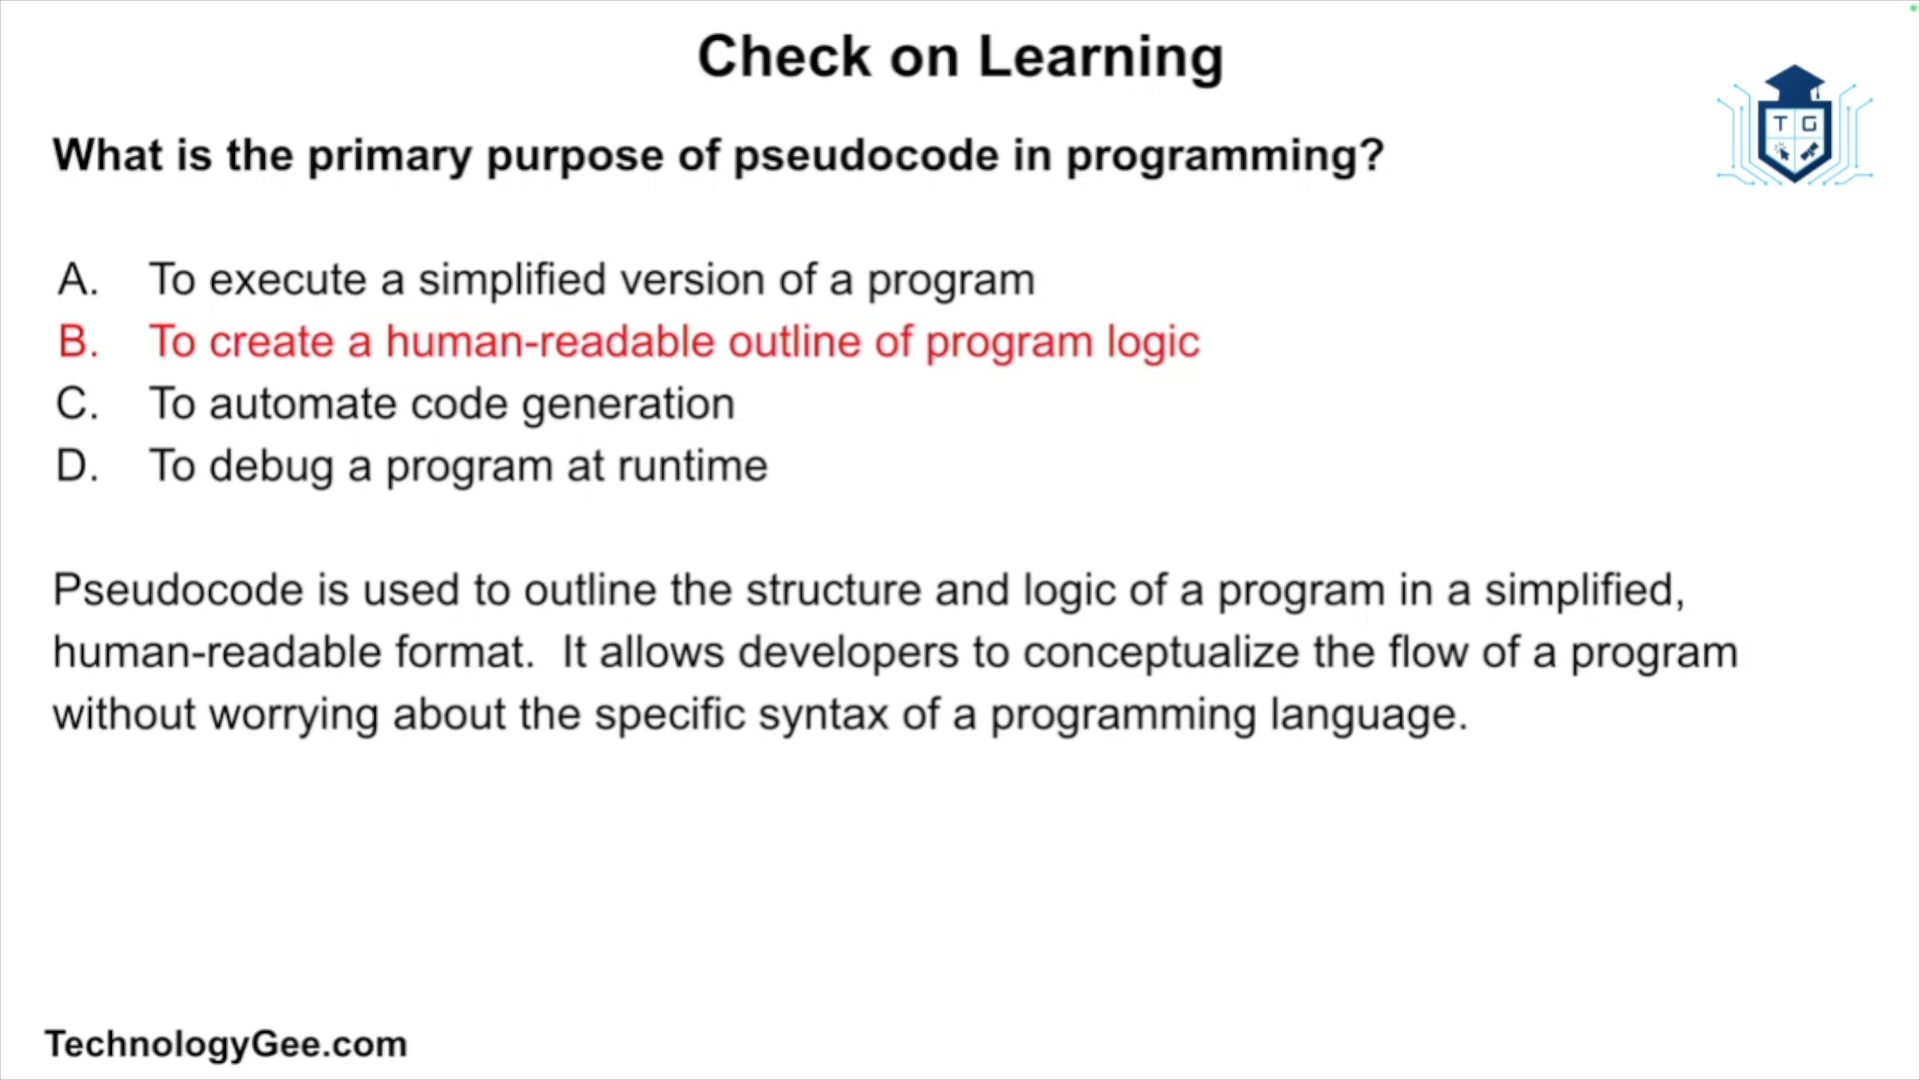 Check on Learning
T G
What is the primary purpose of pseudocode in programming?
A. To execute a simplified version of a program
B. To create a human-readable outline of program logic
C. To automate code generation
D. To debug a program at runtime
Pseudocode is used to outline the structure and logic of a program in a simplified,
human-readable format.  It allows developers to conceptualize the flow of a program
without worrying about the specific syntax of a programming language.
TechnologyGee.com